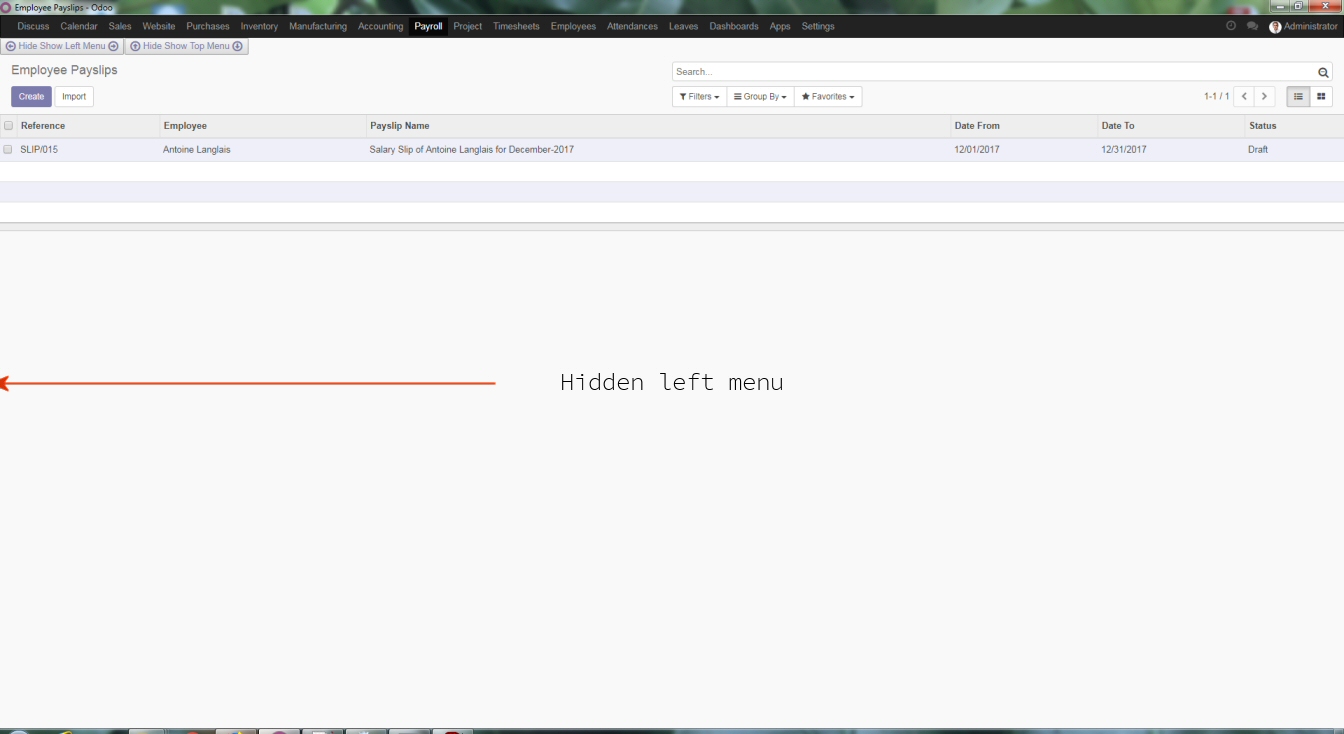 Employee Payslips - Odoo
Discuss Calendar Sales Website Purchases Inventory Manufacturing Accounting Payroll Project Timesheets Employees Attendances Leaves Dashboards Apps Settings Administrator
Hide Show Left Menu Hide Show Top Menu
Employee Payslips
Search...
Create Import
Filters Group By Favorites 1-1 / 1
Reference Employee Payslip Name Date From Date To Status
SLIP/015 Antoine Langlais Salary Slip of Antoine Langlais for December-2017 12/01/2017 12/31/2017 Draft
Hidden left menu